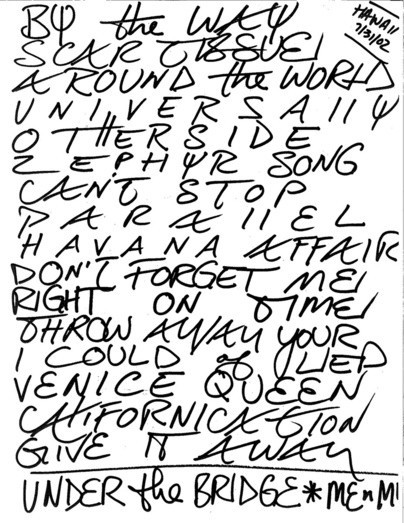 HAWAII
7/31/02
BY the WAY
SCAR TISSUE
AROUND the WORLD
UNIVERSAllY
OTHERSIDE
ZEPHYR SONG
CAN'T STOP
PARAllEL
HAVANA AFFAIR
DON'T FORGET ME
RIGHT ON TIME
THROW AWAY YOUR
I COULD of LIED
VENICE QUEEN
CAlIFORNICATION
GIVE IT AWAY
UNDER the BRIDGE * ME n MY